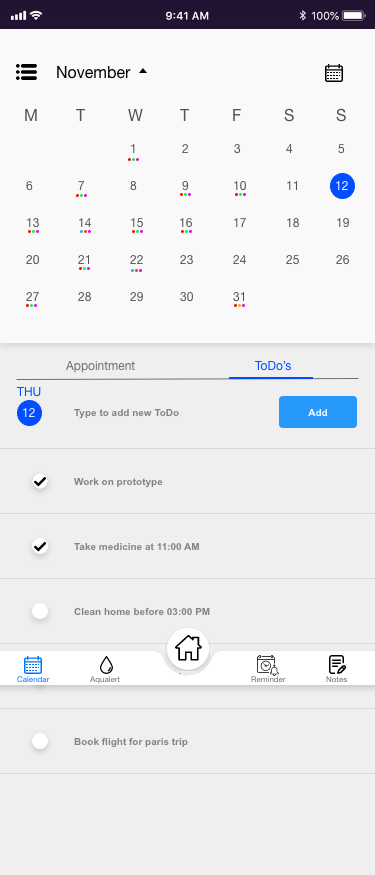 9:41 AM 100%
November
M T W T F S S
1 2 3 4 5
6 7 8 9 10 11 12
13 14 15 16 17 18 19
20 21 22 23 24 25 26
27 28 29 30 31
Appointment ToDo's
THU
12 Type to add new ToDo Add
Work on prototype
Take medicine at 11:00 AM
Clean home before 03:00 PM
Calendar Aqualert Reminder Notes
Book flight for paris trip